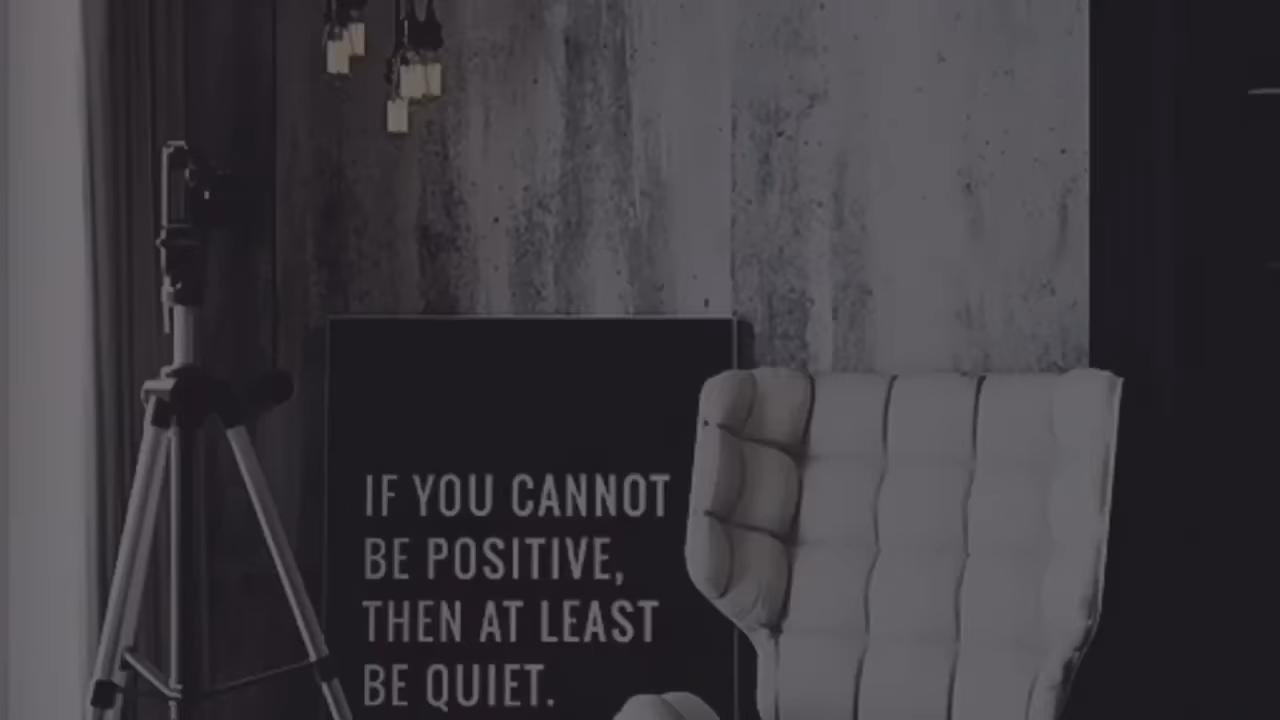 IF YOU CANNOT
BE POSITIVE,
THEN AT LEAST
BE QUIET.